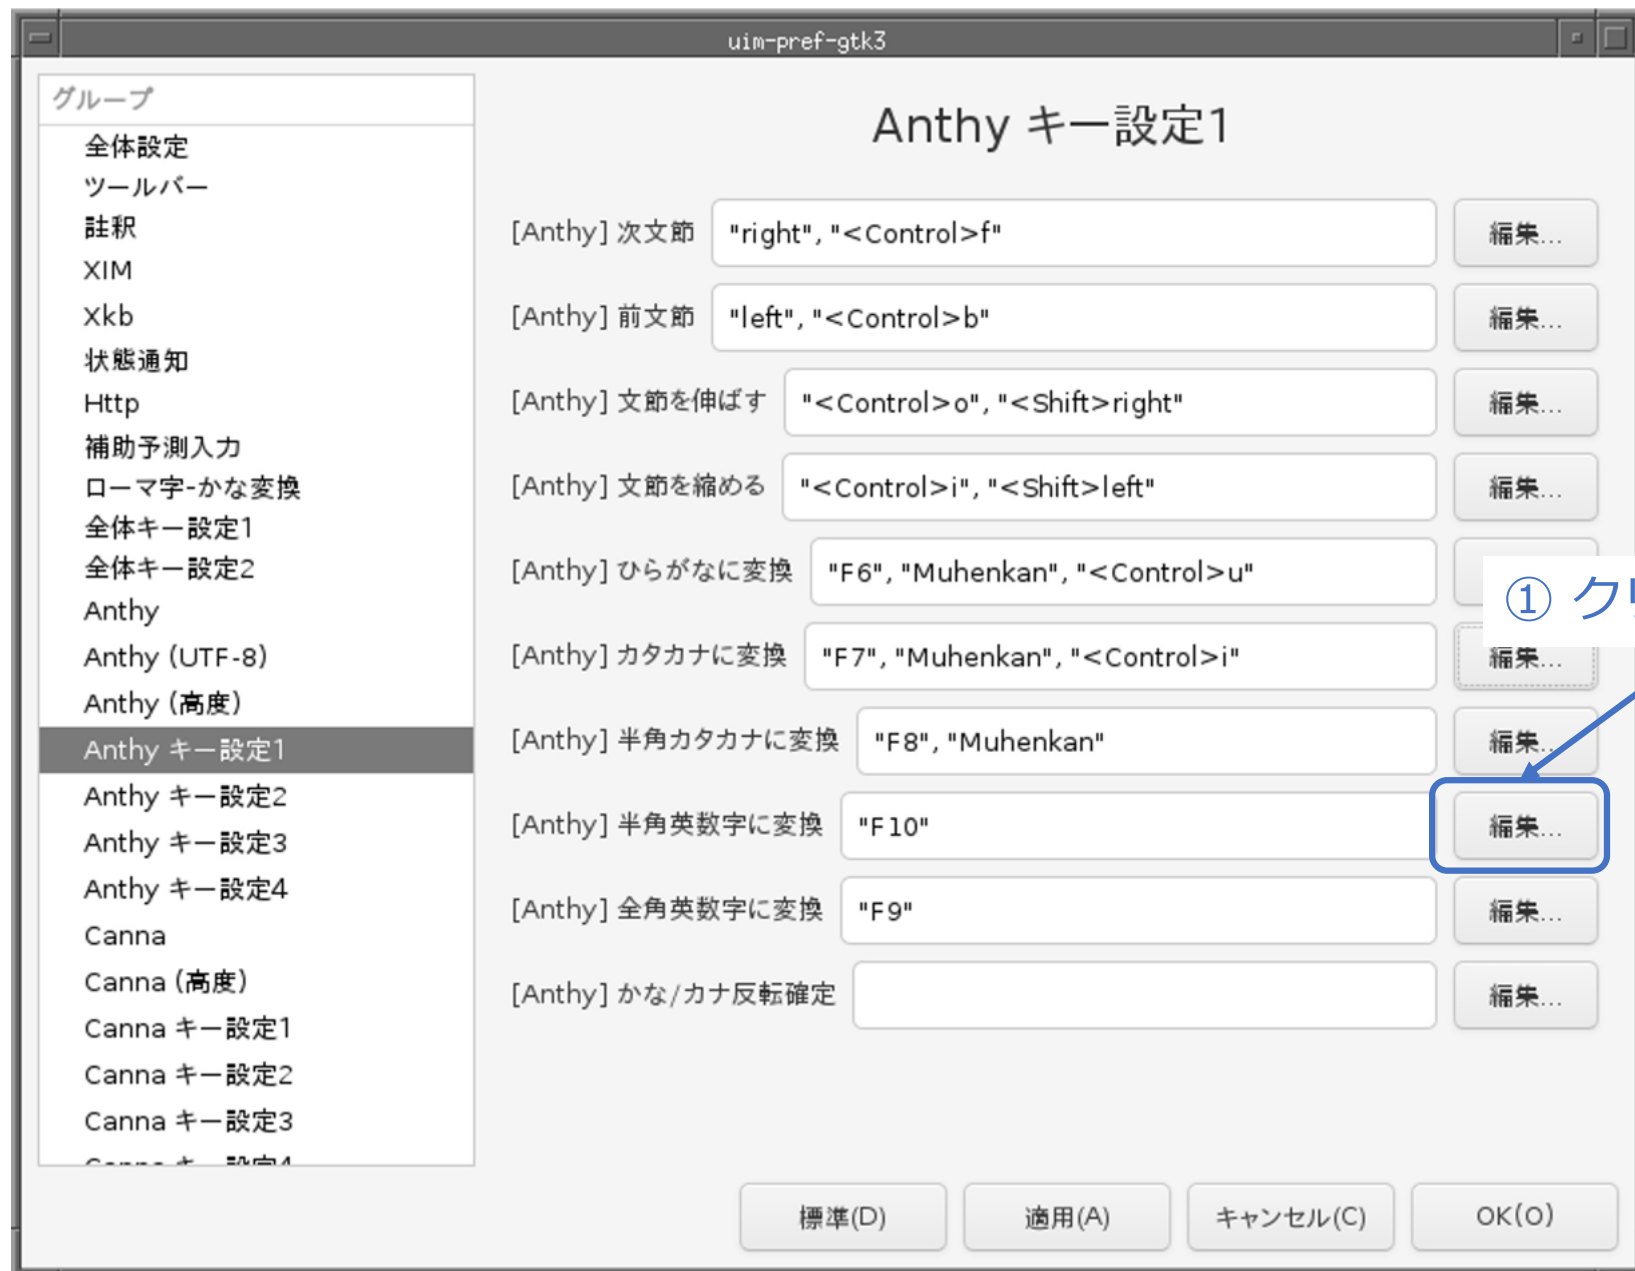 uim-pref-gtk3
グループ
全体設定
ツールバー
註釈
XIM
Xkb
状態通知
Http
補助予測入力
ローマ字-かな変換
全体キー設定1
全体キー設定2
Anthy
Anthy (UTF-8)
Anthy (高度)
Anthy キー設定1
Anthy キー設定2
Anthy キー設定3
Anthy キー設定4
Canna
Canna (高度)
Canna キー設定1
Canna キー設定2
Canna キー設定3
Canna キー設定4
Anthy キー設定1
[Anthy] 次文節 "right", "<Control>f" 編集...
[Anthy] 前文節 "left", "<Control>b" 編集...
[Anthy] 文節を伸ばす "<Control>o", "<Shift>right" 編集...
[Anthy] 文節を縮める "<Control>i", "<Shift>left" 編集...
[Anthy] ひらがなに変換 "F6", "Muhenkan", "<Control>u"
① ク
[Anthy] カタカナに変換 "F7", "Muhenkan", "<Control>i" 編集...
[Anthy] 半角カタカナに変換 "F8", "Muhenkan" 編集...
[Anthy] 半角英数字に変換 "F10" 編集...
[Anthy] 全角英数字に変換 "F9" 編集...
[Anthy] かな/カナ反転確定 編集...
標準(D) 適用(A) キャンセル(C) OK(O)